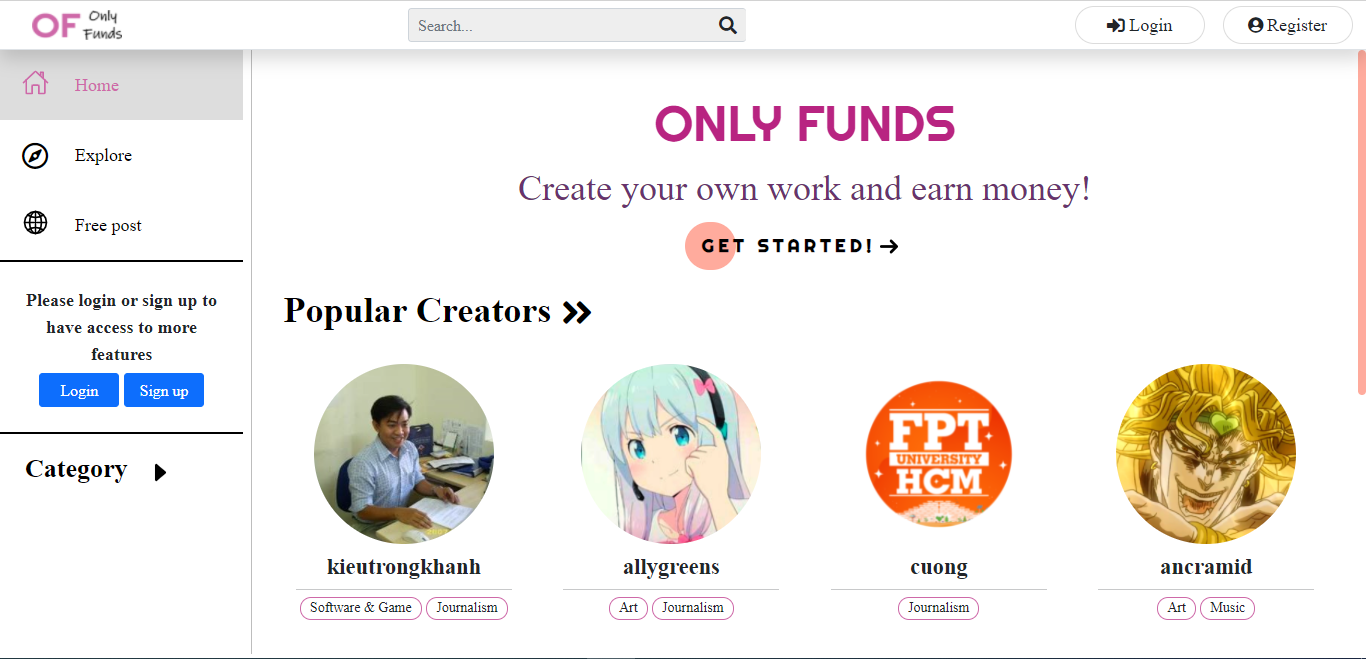 OF Only
Funds
Search...
Login
Register
Home
Explore
Free post
Please login or sign up to
have access to more
features
Login
Sign up
Category
ONLY FUNDS
Create your own work and earn money!
GET STARTED!
Popular Creators
kieutrongkhanh
Software & Game
Journalism
allygreens
Art
Journalism
FPT
UNIVERSITY
HCM
cuong
Journalism
ancramid
Art
Music